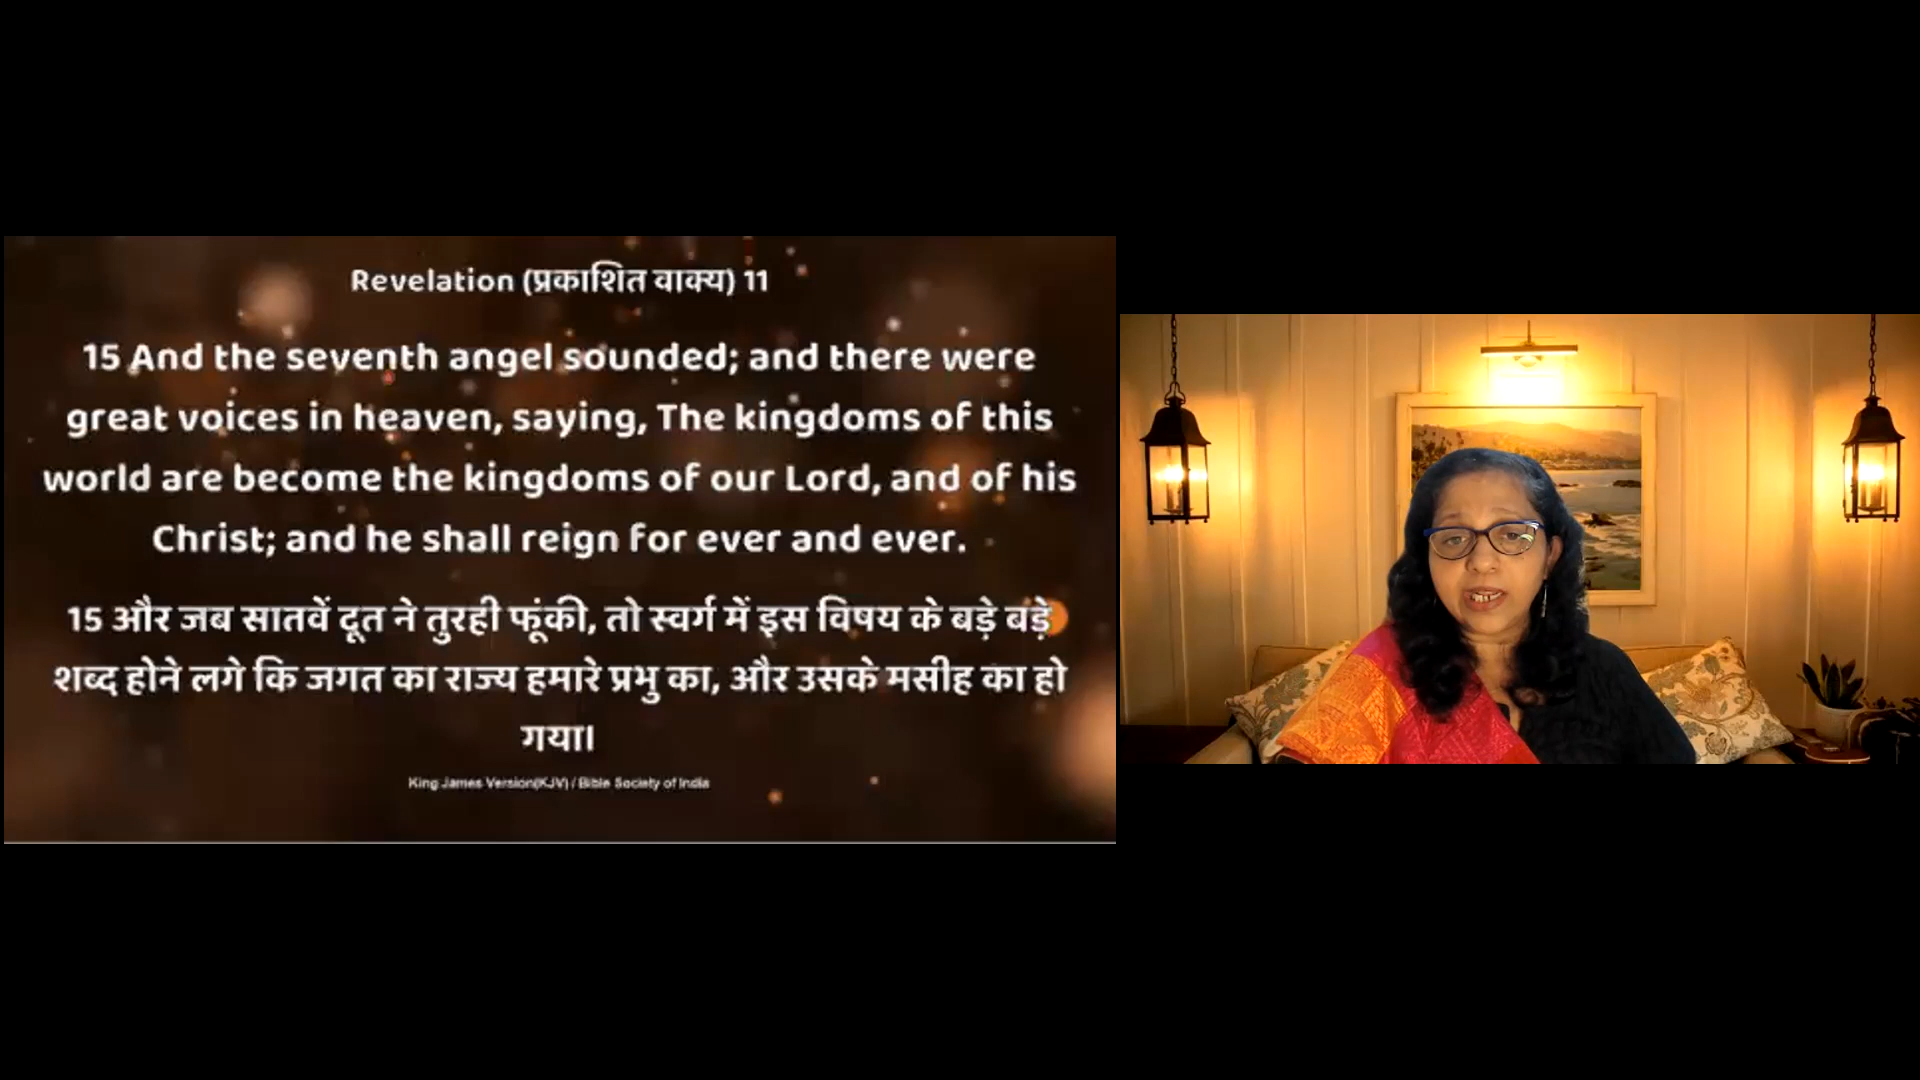 Revelation (प्रकाशित वाक्य) 11
15 And the seventh angel sounded; and there were
great voices in heaven, saying, The kingdoms of this
world are become the kingdoms of our Lord, and of his
Christ; and he shall reign for ever and ever.
15 और जब सातवें दूत ने तुरही फूंकी, तो स्वर्ग में इस विषय के बड़े बड़े
शब्द होने लगे कि जगत का राज्य हमारे प्रभु का, और उसके मसीह का हो
गया।
King James Version(KJV) / Bible Society of India